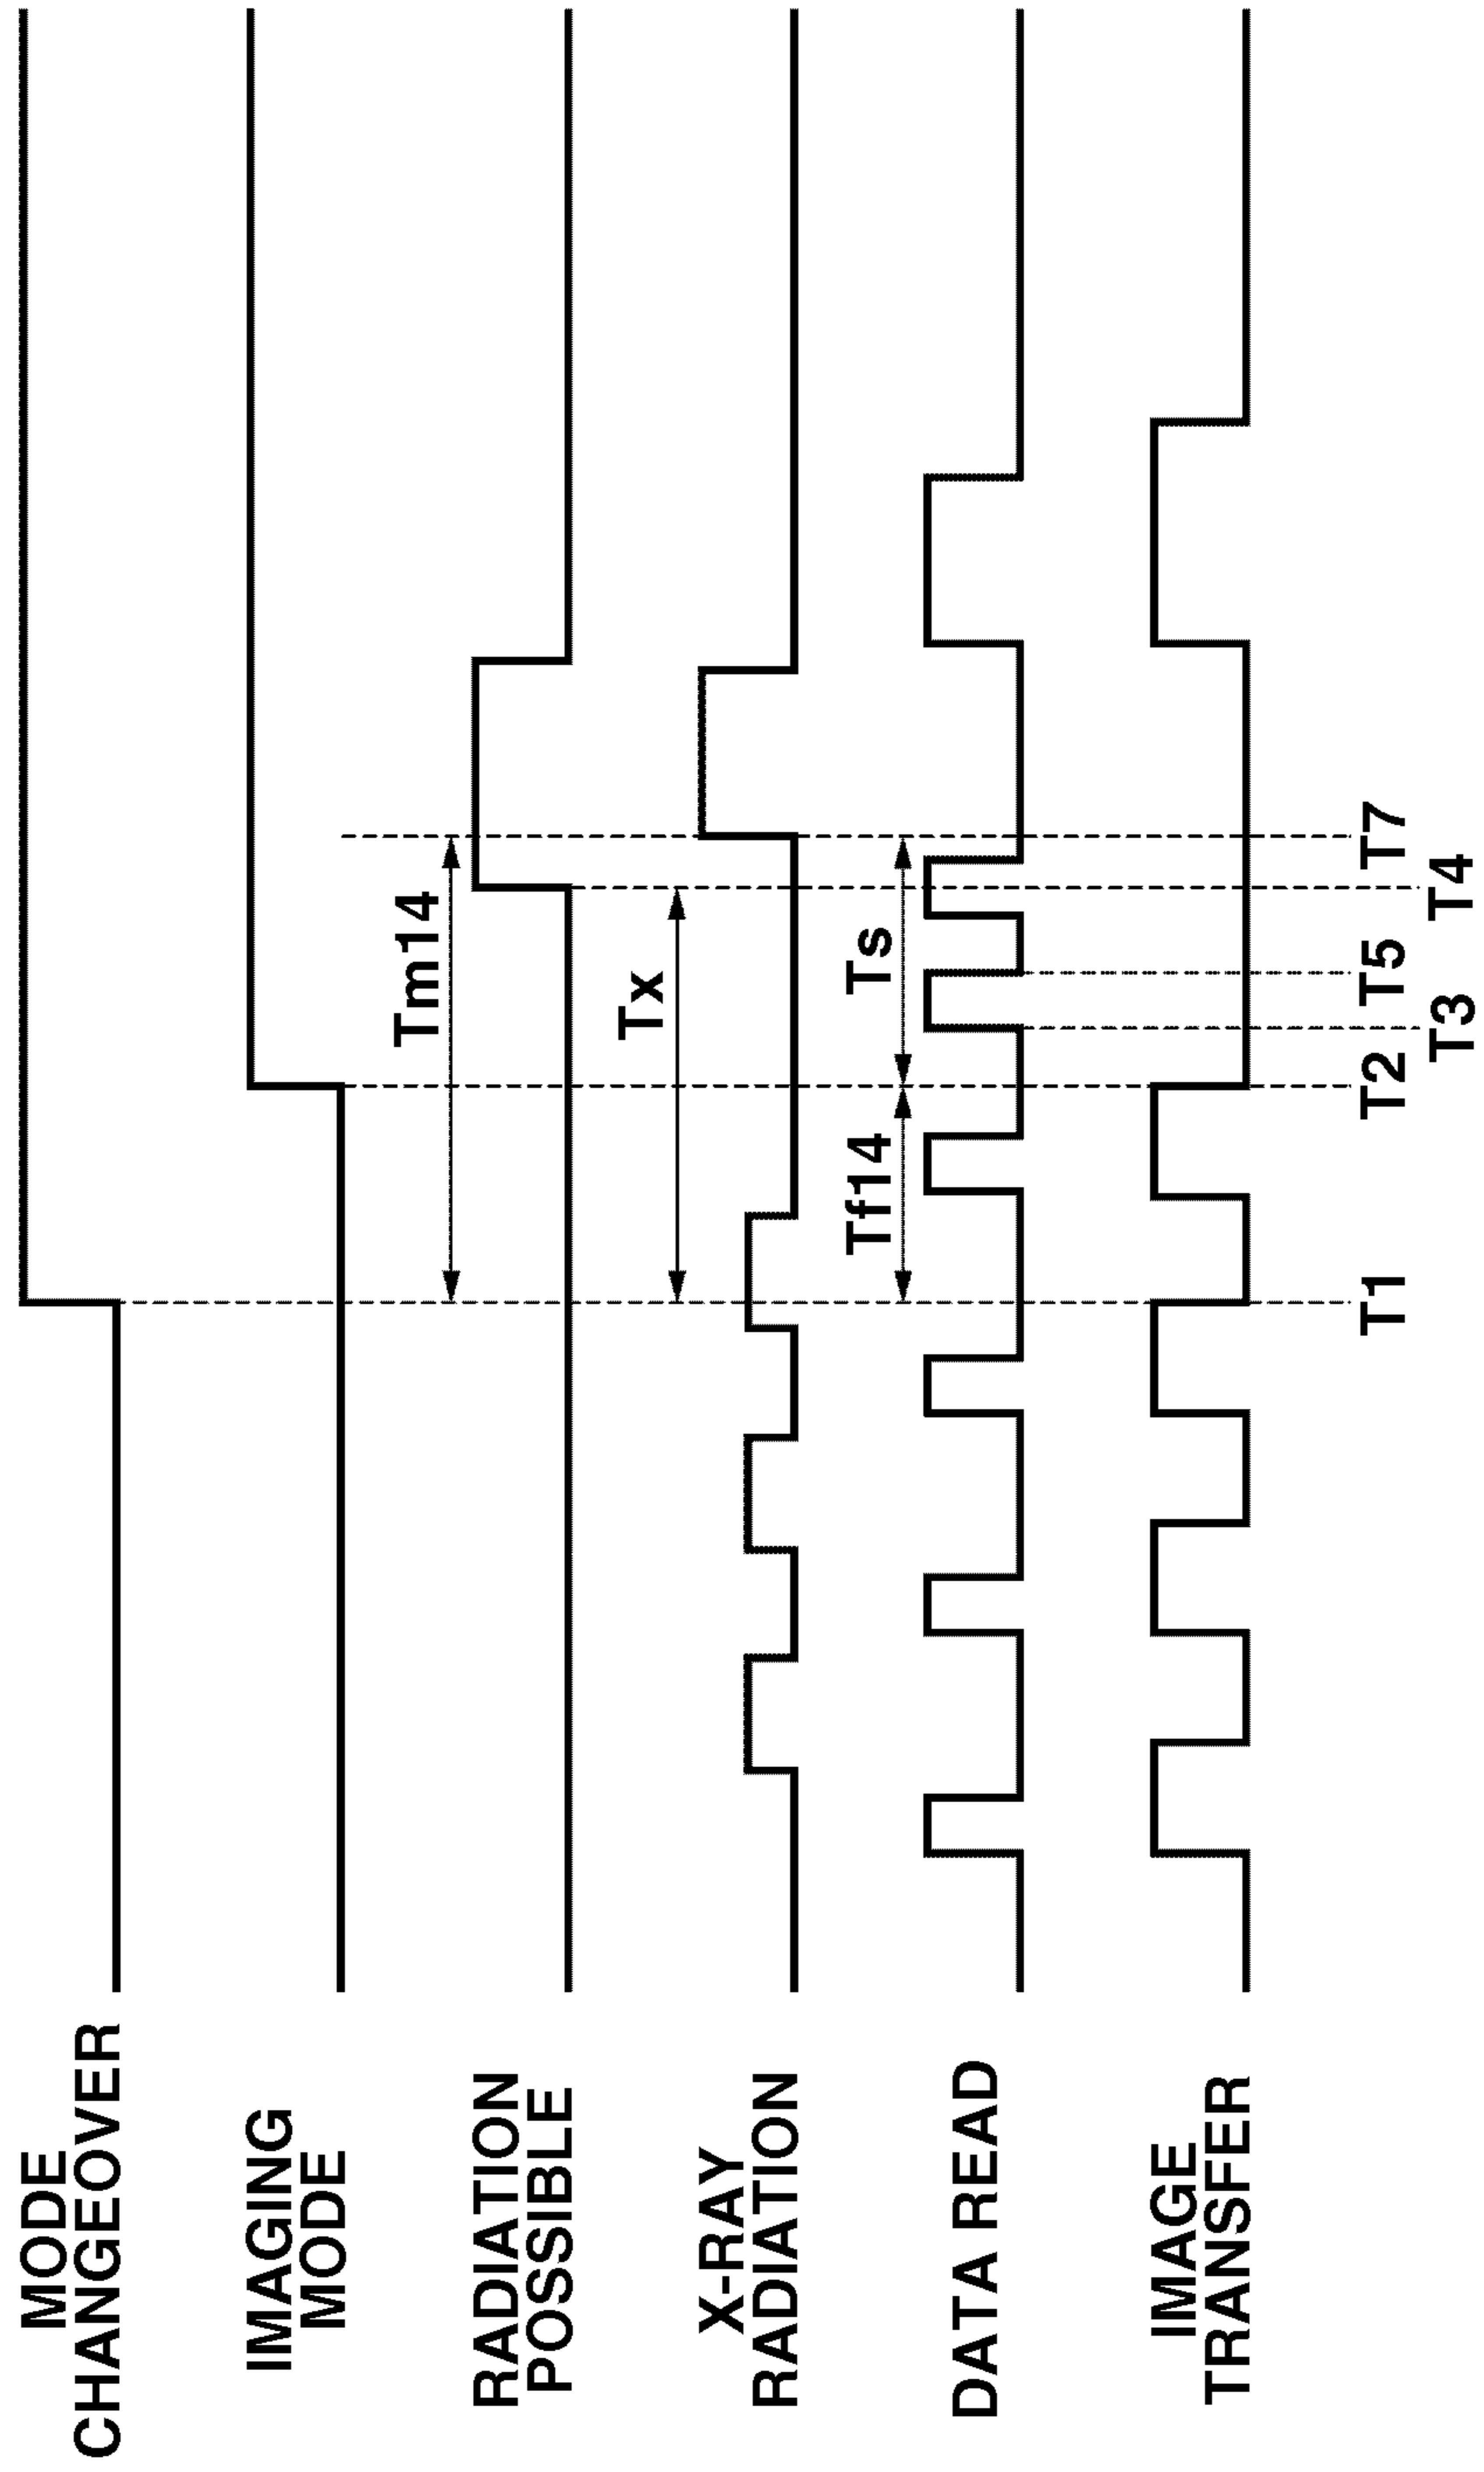 MODE
CHANGEOVER
IMAGING
MODE
RADIATION
POSSIBLE
Tm14
Tx
X-RAY
RADIATION
Tf14
Ts
DATA READ
IMAGE
TRANSFER
T1
T2
T5
T7
T3
T4